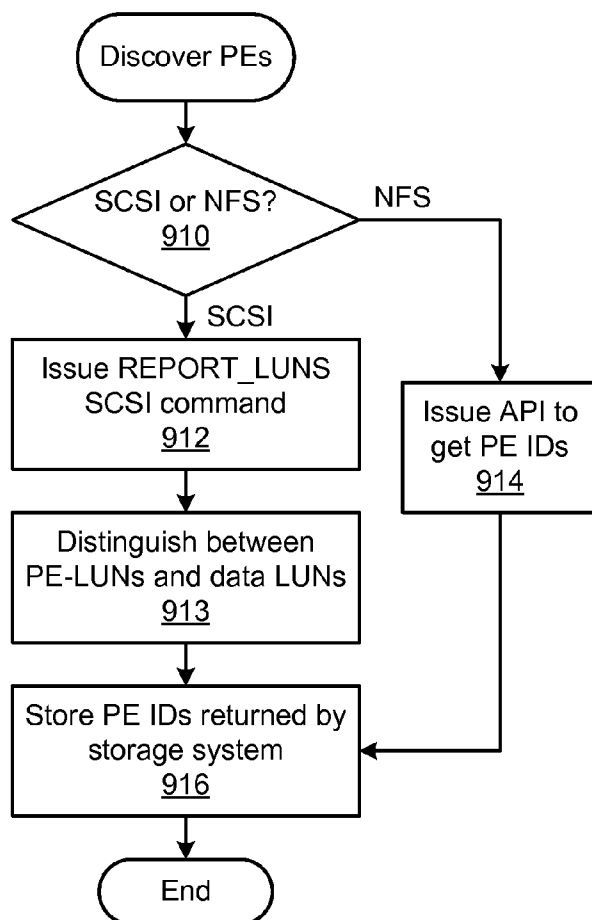 Discover PEs
SCSI or NFS?
910
NFS
SCSI
Issue REPORT_LUNS
SCSI command
912
Issue API to
get PE IDs
914
Distinguish between
PE-LUNs and data LUNs
913
Store PE IDs returned by
storage system
916
End